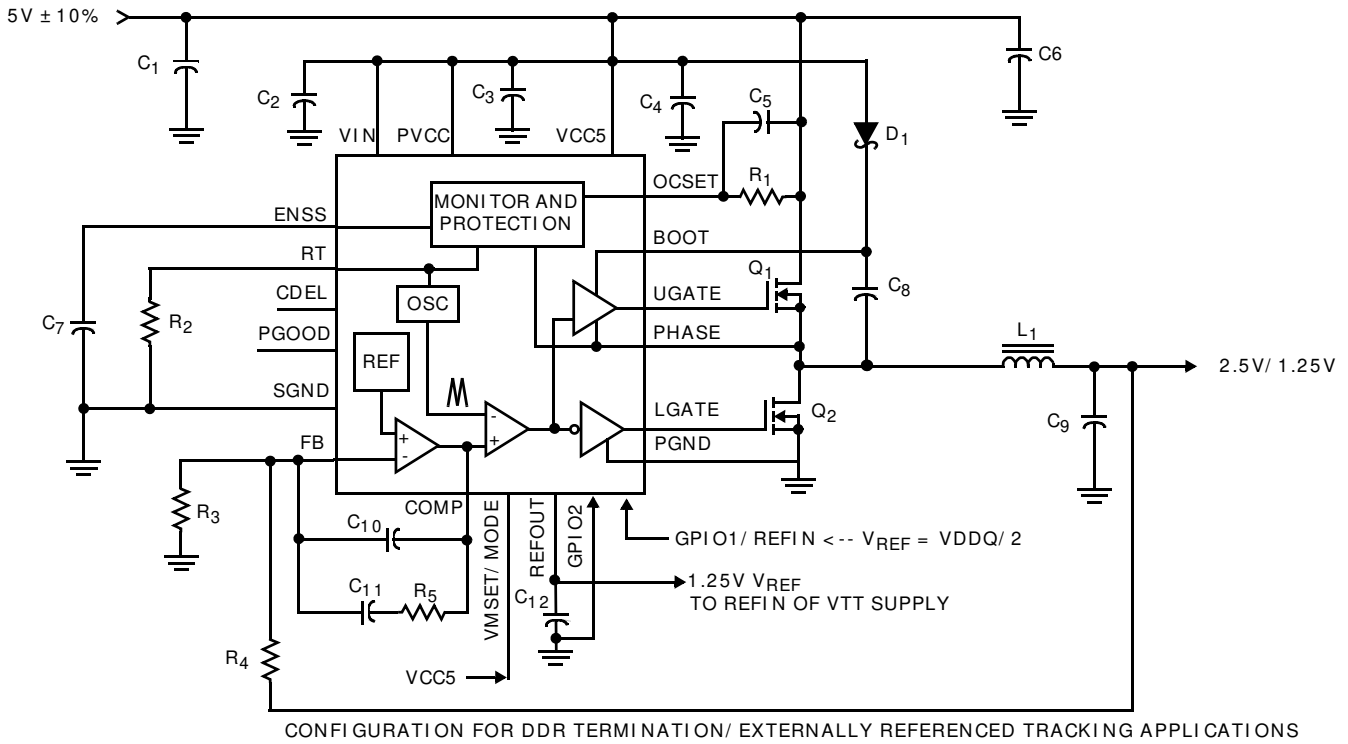 5V ± 10%
C1
C2
C3
C4
C5
C6
VIN
PVCC
VCC5
D1
OCSET
R1
MONITOR AND
PROTECTION
ENSS
BOOT
RT
Q1
C8
CDEL
OSC
UGATE
C7
R2
PGOOD
REF
PHASE
L1
2.5V/ 1.25V
SGND
LGATE
Q2
C9
-
+
+
-
FB
PGND
R3
COMP
VMSET/ MODE
REFOUT
GPIO2
C10
GPIO1/ REFIN <-- VREF = VDDQ/ 2
C11
R5
C12
1.25V VREF
TO REFIN OF VTT SUPPLY
R4
VCC5
CONFIGURATION FOR DDR TERMINATION/ EXTERNALLY REFERENCED TRACKING APPLICATIONS